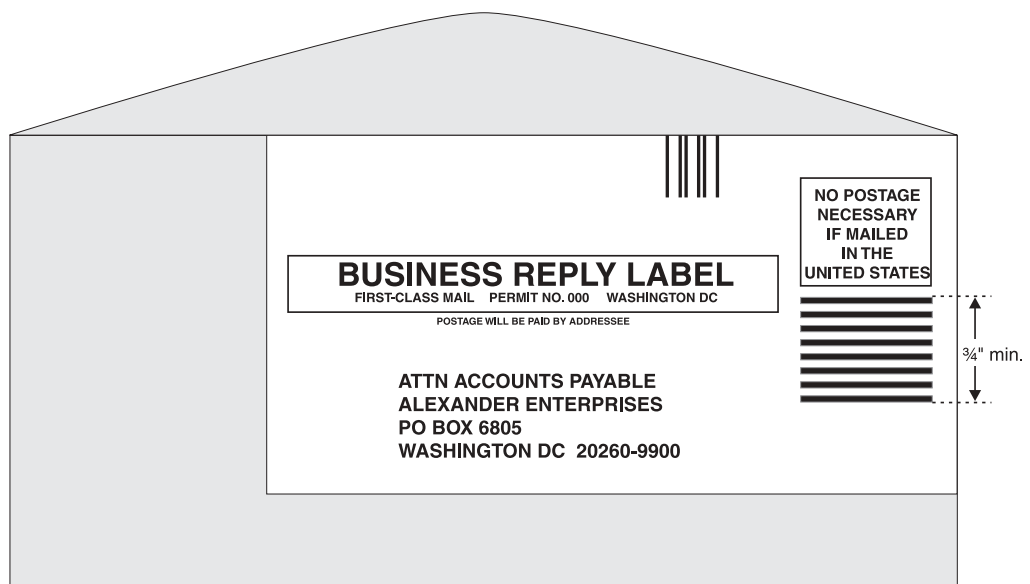 NO POSTAGE
NECESSARY
IF MAILED
IN THE
UNITED STATES
BUSINESS REPLY LABEL
FIRST-CLASS MAIL PERMIT NO. 000 WASHINGTON DC
POSTAGE WILL BE PAID BY ADDRESSEE
¾" min.
ATTN ACCOUNTS PAYABLE
ALEXANDER ENTERPRISES
PO BOX 6805
WASHINGTON DC 20260-9900